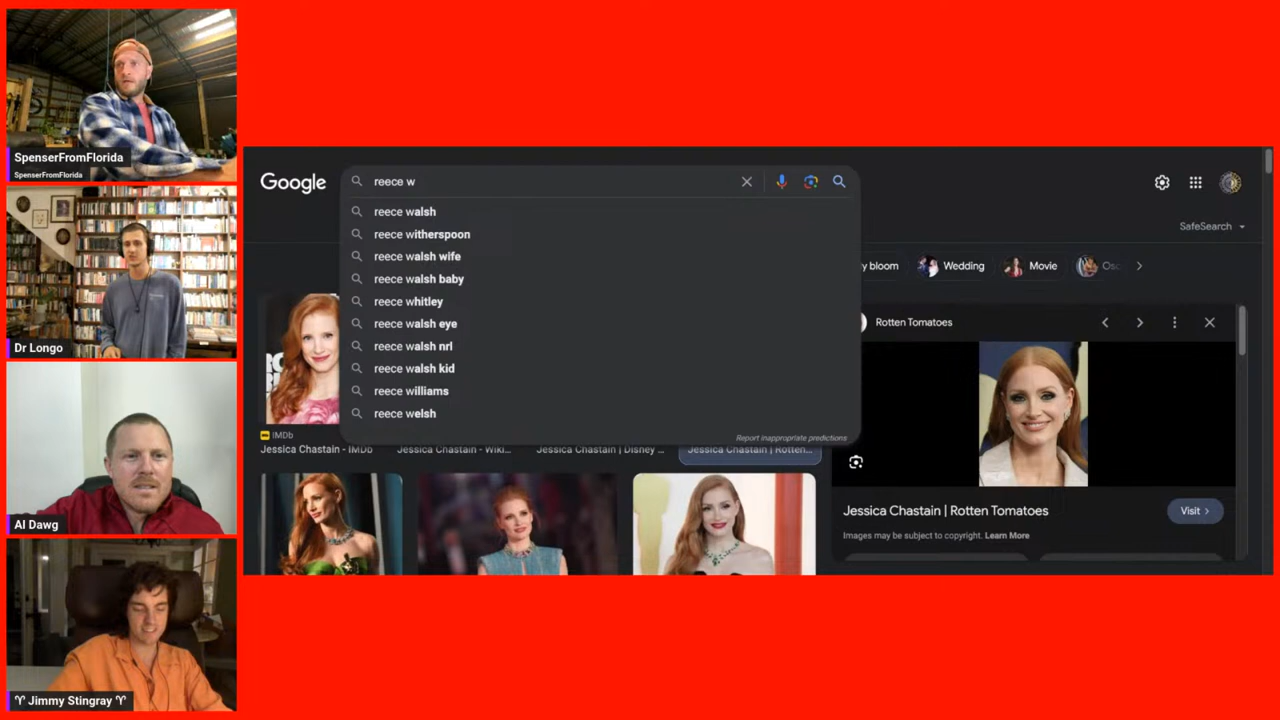 SpenserFromFlorida
SpenserFromFlorida
Dr Longo
Al Dawg
♈ Jimmy Stingray ♈
Google
reece w
reece walsh
reece witherspoon
reece walsh wife
reece walsh baby
reece whitley
reece walsh eye
reece walsh nrl
reece walsh kid
reece williams
reece welsh
Report inappropriate predictions
SafeSearch
y bloom
Wedding
Movie
Osc
Rotten Tomatoes
IMDb
Jessica Chastain - IMDb
Jessica Chastain - Wiki...
Jessica Chastain | Disney ...
Jessica Chastain | Rotten...
Jessica Chastain | Rotten Tomatoes
Visit
Images may be subject to copyright. Learn More